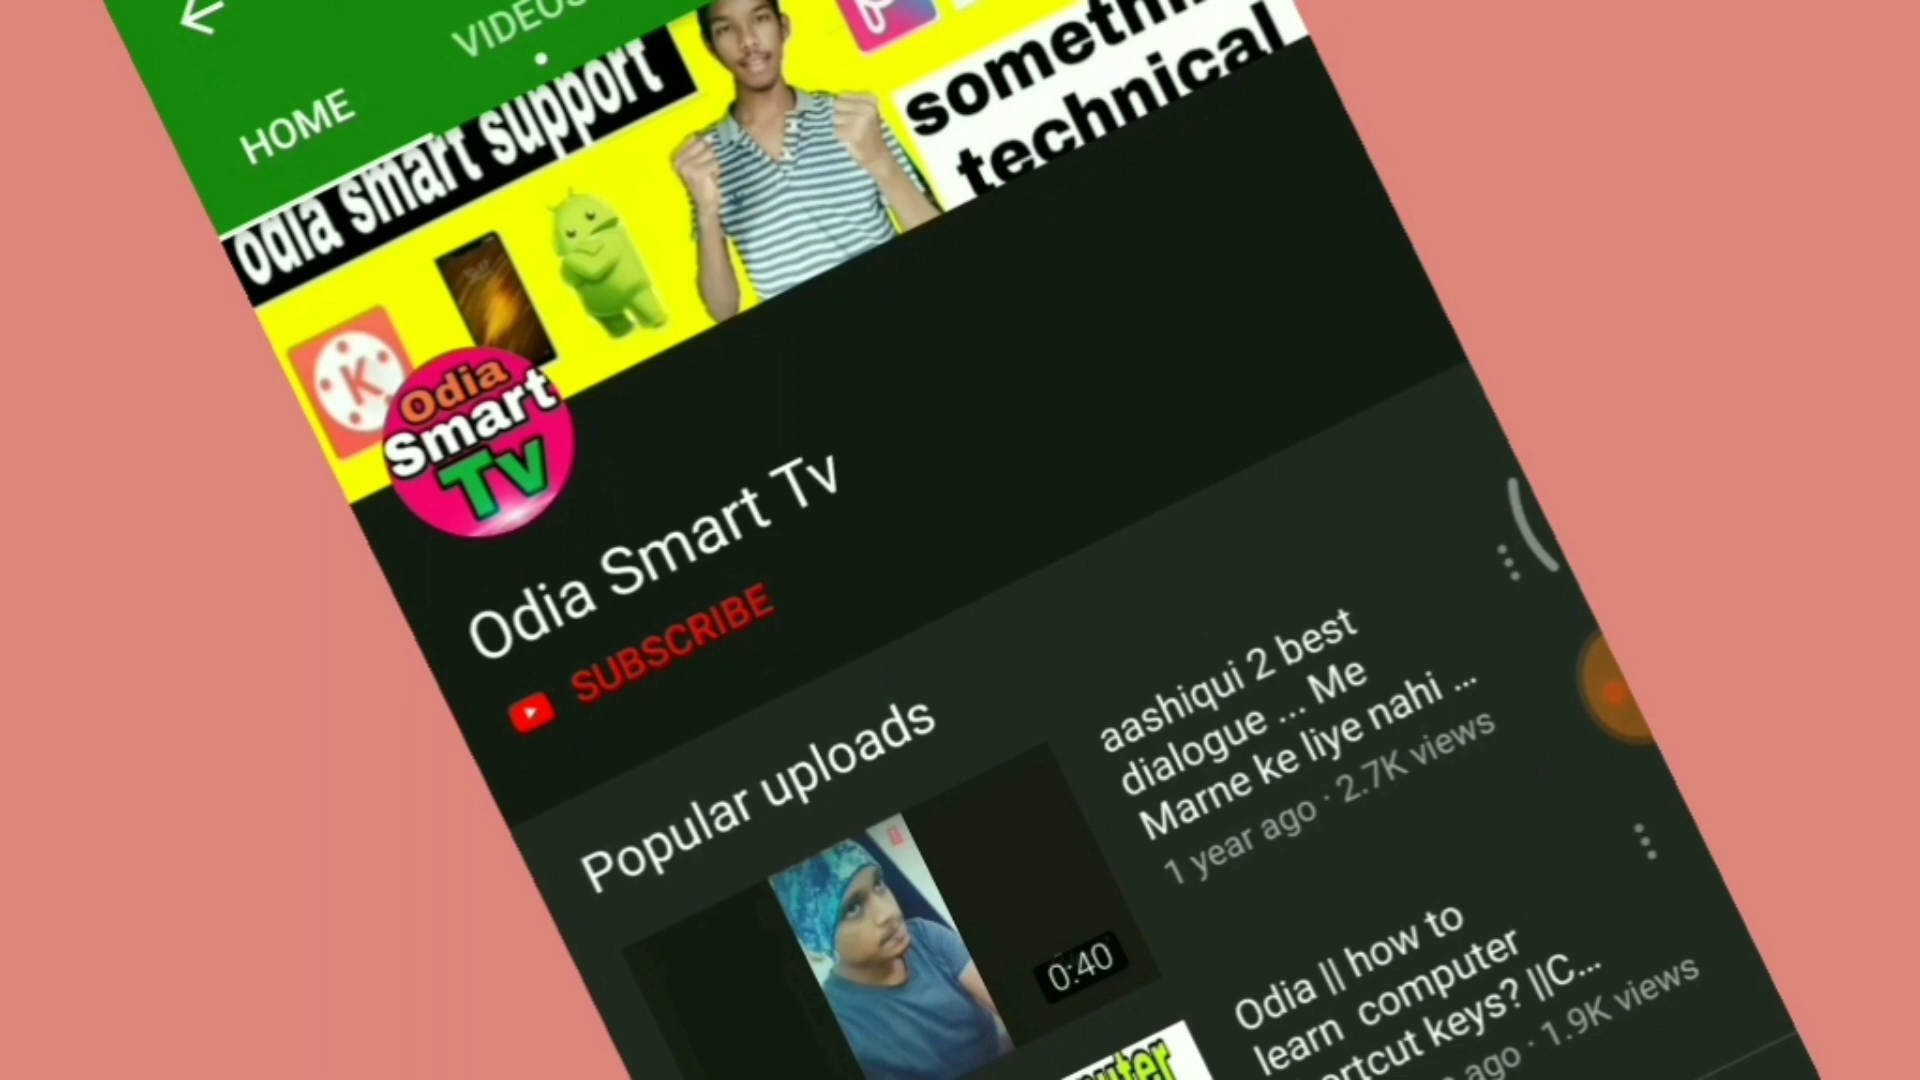 VIDEOS
HOME
odia smart support
technical
K
Odia
Smart
Tv
Odia Smart Tv
SUBSCRIBE
Popular uploads
aashiqui 2 best
dialogue ... Me
Marne ke liye nahi ...
1 year ago · 2.7K views
0:40
Odia || how to
learn computer
keys? ||C...
ago · 1.9K views